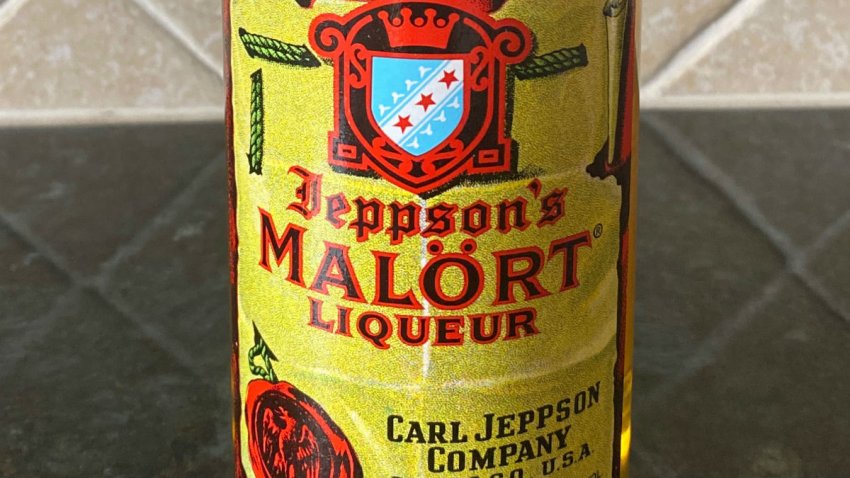 Jeppson's
MALÖRT®
LIQUEUR
CARL JEPPSON
COMPANY
U.S.A.